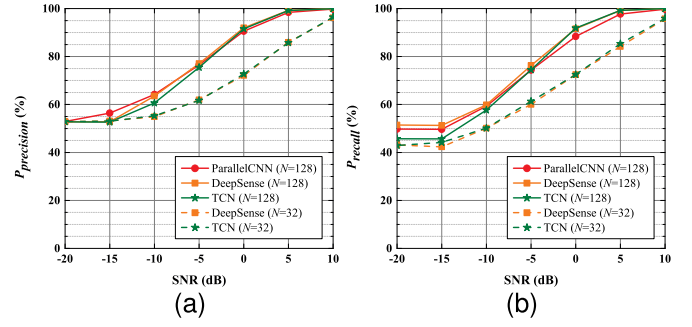 P_precision (%)
100
80
60
40
20
0
ParallelCNN (N=128)
DeepSense (N=128)
TCN (N=128)
DeepSense (N=32)
TCN (N=32)
-20 -15 -10 -5 0 5 10
SNR (dB)
(a)
P_recall (%)
100
80
60
40
20
0
ParallelCNN (N=128)
DeepSense (N=128)
TCN (N=128)
DeepSense (N=32)
TCN (N=32)
-20 -15 -10 -5 0 5 10
SNR (dB)
(b)